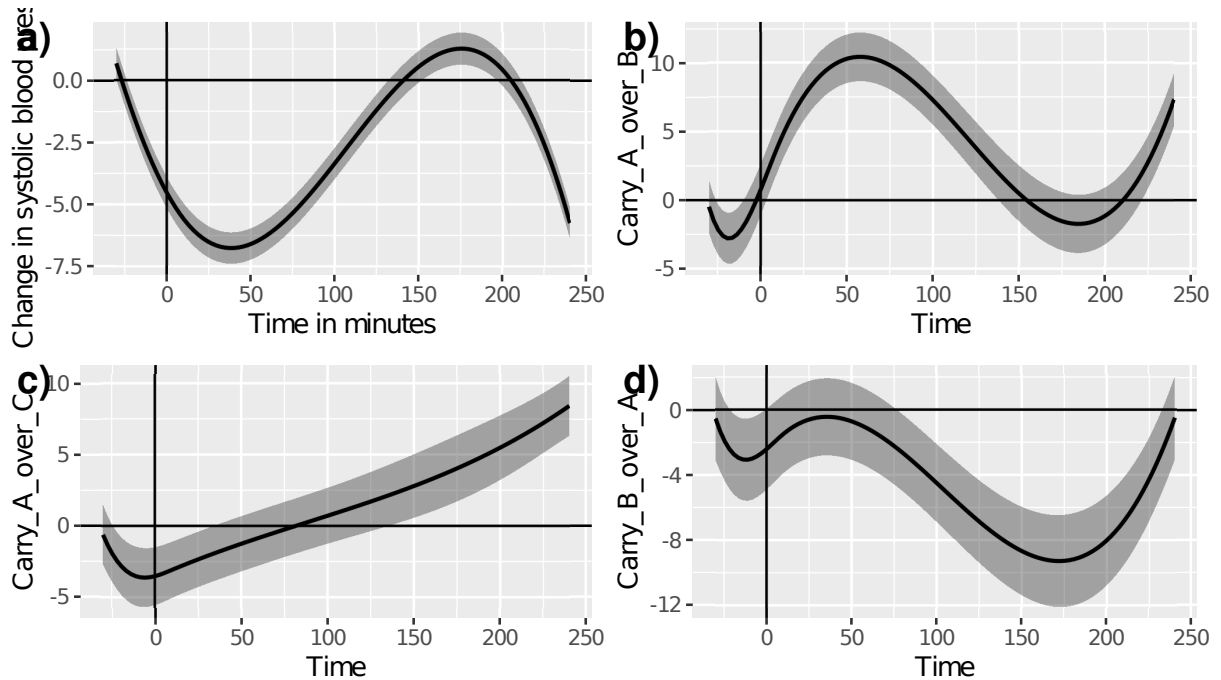 a)
Change in systolic blood pres
0.0
-2.5
-5.0
-7.5
0 50 100 150 200 250
Time in minutes
b)
Carry_A_over_B
10
5
0
-5
0 50 100 150 200 250
Time
c)
Carry_A_over_C
10
5
0
-5
0 50 100 150 200 250
Time
d)
Carry_B_over_A
0
-4
-8
-12
0 50 100 150 200 250
Time